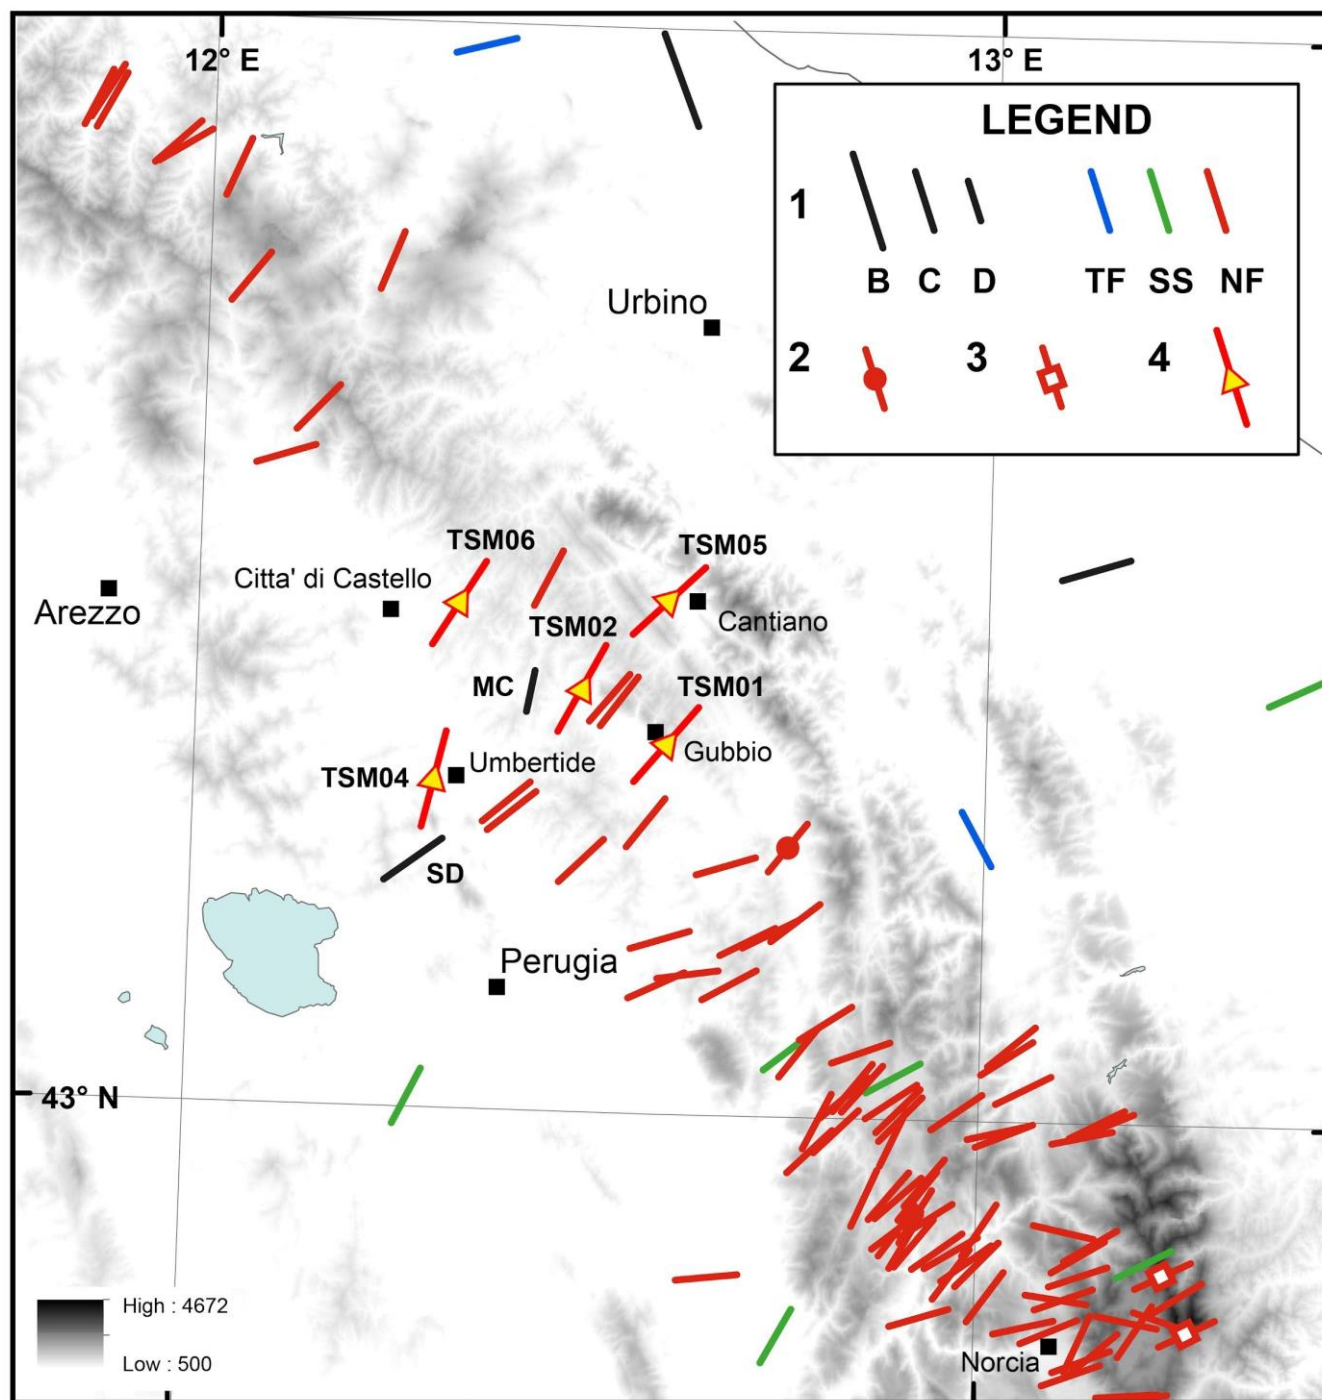 12° E
13° E
LEGEND
1
B C D TF SS NF
2 3 4
Urbino
TSM06
TSM05
Citta' di Castello
Arezzo
TSM02
Cantiano
MC
TSM01
Gubbio
Umbertide
TSM04
SD
Perugia
43° N
High : 4672
Low : 500
Norcia